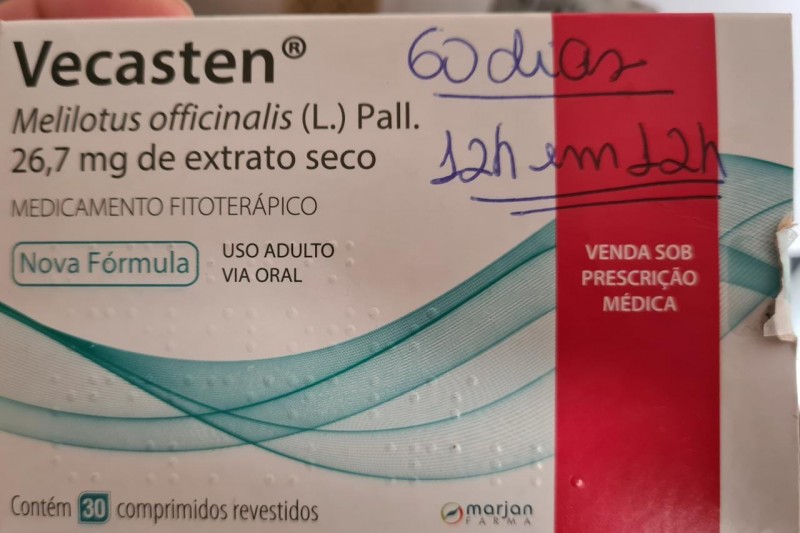 Vecasten®
60 dias
Melilotus officinalis (L.) Pall.
12h em 12h
26,7 mg de extrato seco
MEDICAMENTO FITOTERÁPICO
Nova Fórmula
USO ADULTO
VIA ORAL
VENDA SOB
PRESCRIÇÃO
MÉDICA
Contém 30 comprimidos revestidos
marjan
FARMA